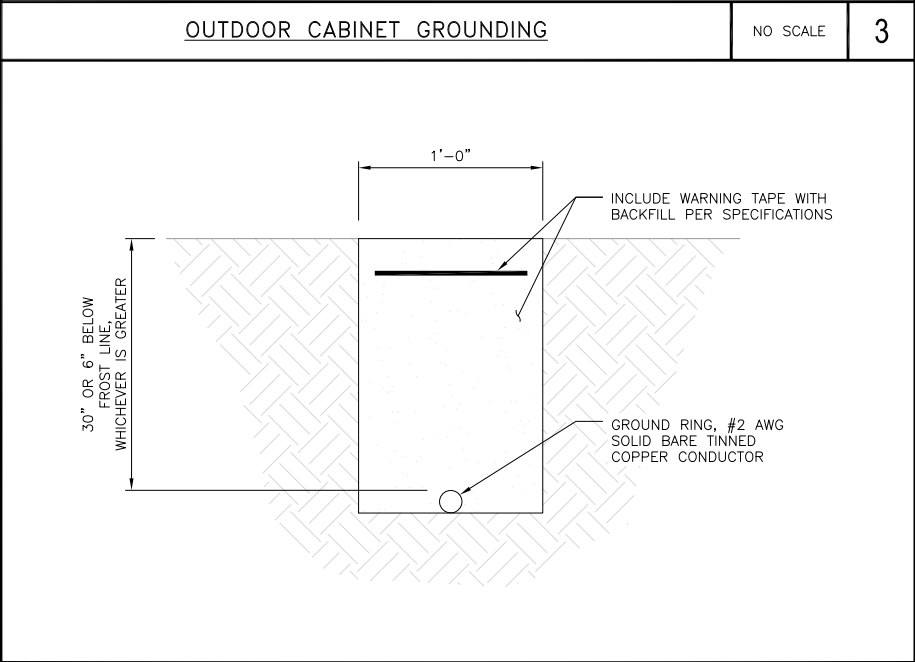 OUTDOOR CABINET GROUNDING
NO SCALE
3
1'-0"
INCLUDE WARNING TAPE WITH
BACKFILL PER SPECIFICATIONS
30" OR 6" BELOW
FROST LINE,
WHICHEVER IS GREATER
GROUND RING, #2 AWG
SOLID BARE TINNED
COPPER CONDUCTOR